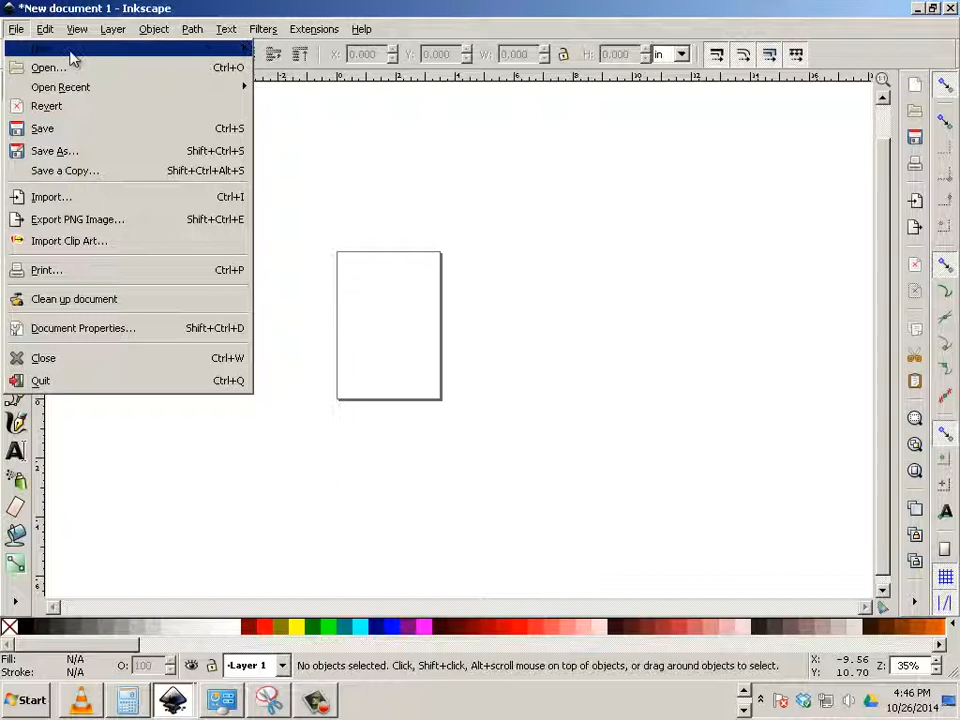 *New document 1 - Inkscape
File Edit View Layer Object Path Text Filters Extensions Help
X: 0.000 Y: 0.000 W: 0.000 H: 0.000 in
Open... Ctrl+O
Open Recent
Revert
Save Ctrl+S
Save As... Shift+Ctrl+S
Save a Copy... Shift+Ctrl+Alt+S
Import... Ctrl+I
Export PNG Image... Shift+Ctrl+E
Import Clip Art...
Print... Ctrl+P
Clean up document
Document Properties... Shift+Ctrl+D
Close Ctrl+W
Quit Ctrl+Q
Fill: N/A
Stroke: N/A
O: 100
Layer 1
No objects selected. Click, Shift+click, Alt+scroll mouse on top of objects, or drag around objects to select.
X: -9.56
Y: 10.70
Z: 35%
Start
4:46 PM
10/26/2014